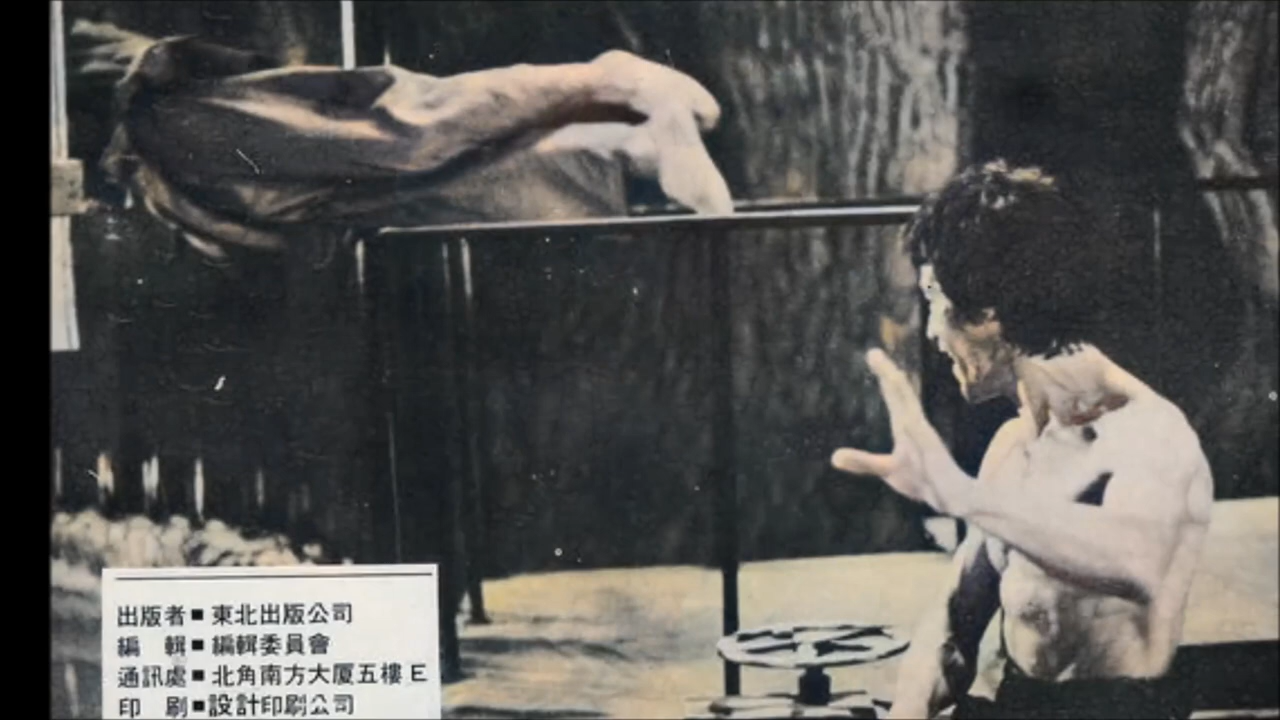 出版者■東北出版公司
編 輯■編輯委員會
通訊處■北角南方大厦五樓E
印 刷■設計印刷公司